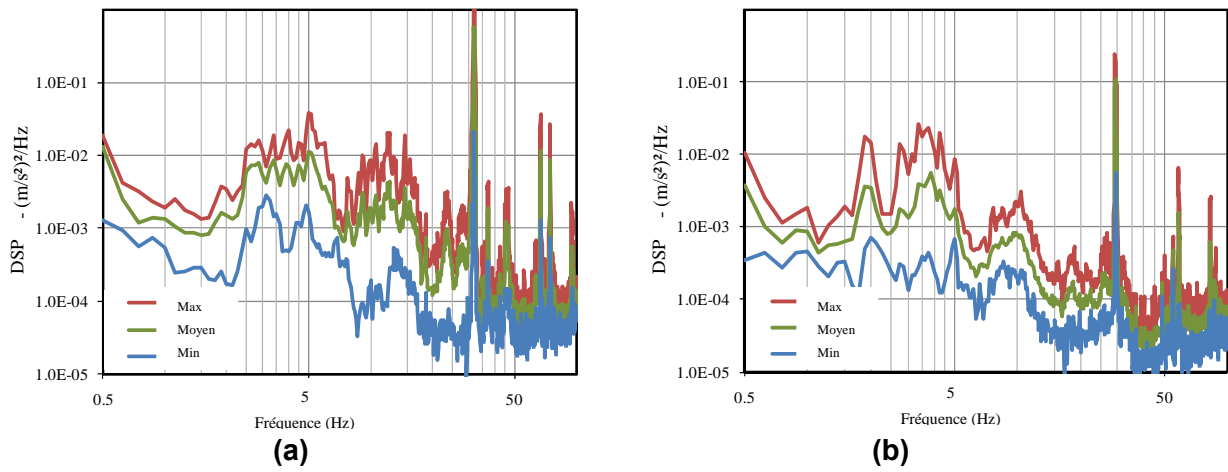 1.0E-01
1.0E-02
1.0E-03
1.0E-04
1.0E-05
DSP - (m/s²)²/Hz
Max
Moyen
Min
0.5
5
50
Fréquence (Hz)
(a)
1.0E-01
1.0E-02
1.0E-03
1.0E-04
1.0E-05
DSP - (m/s²)²/Hz
Max
Moyen
Min
0.5
5
50
Fréquence (Hz)
(b)